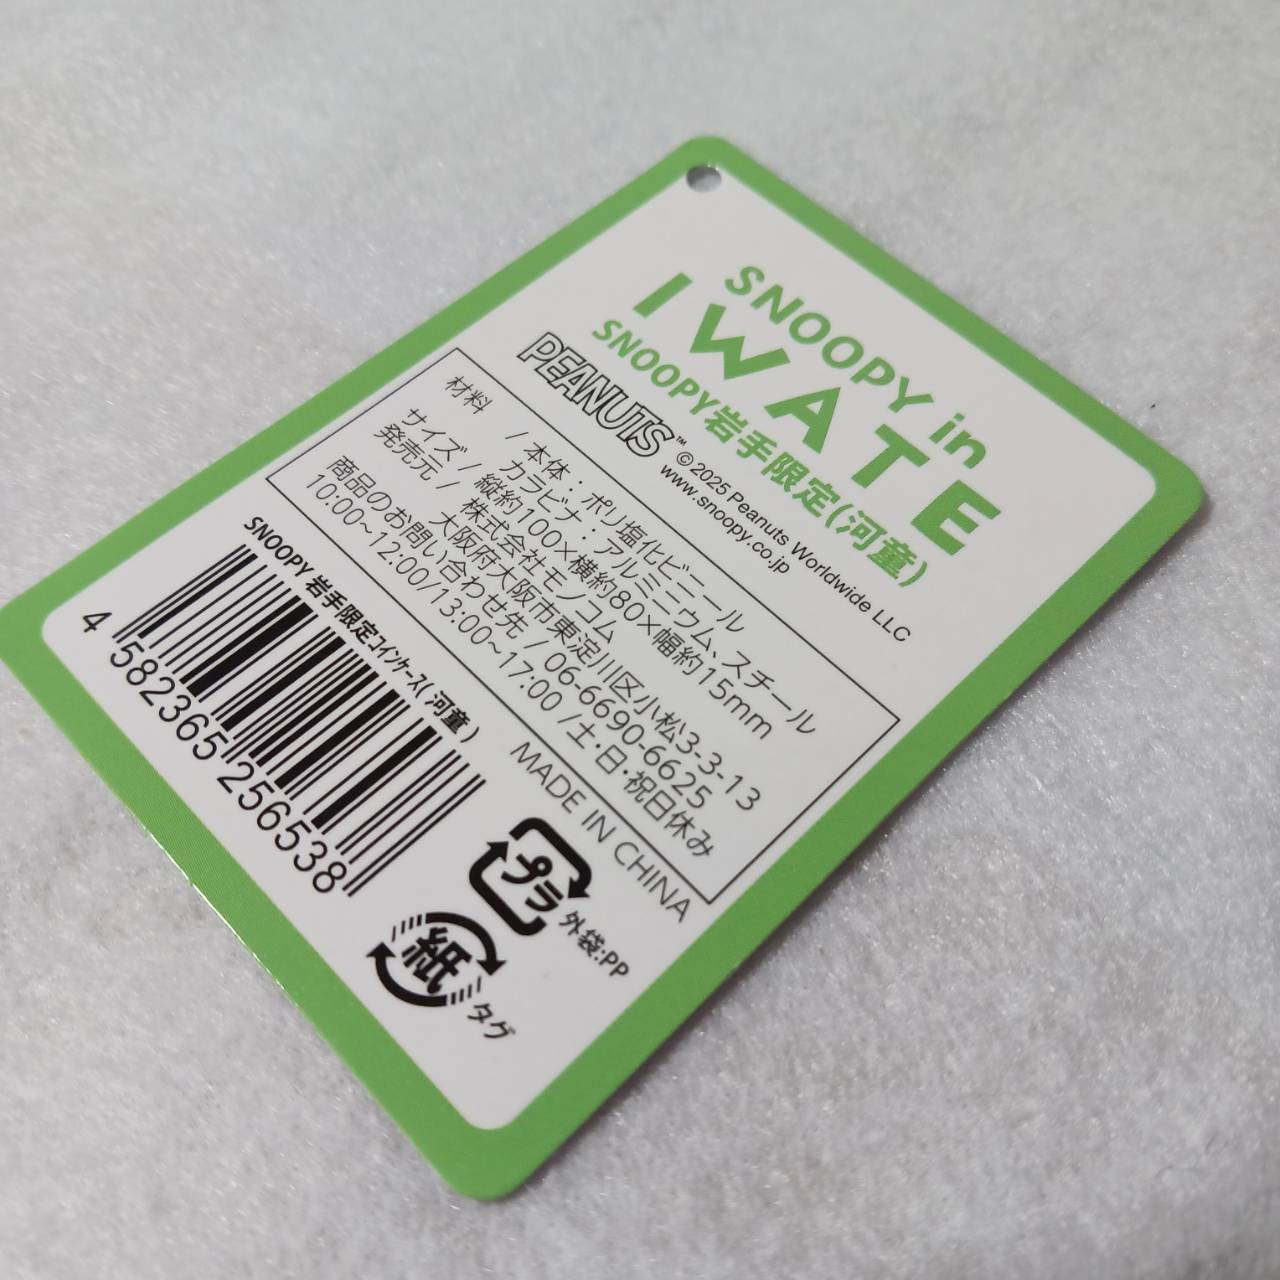 SNOOPY in
IWATE
SNOOPY岩手限定(河童)
PEANUTS™
©2025 Peanuts Worldwide LLC
www.snoopy.co.jp
材料 / 本体：ポリ塩化ビニール
カラビナ：アルミニウム、スチール
サイズ / 縦約100×横約80×幅約15mm
発売元 / 株式会社モノコム
大阪府大阪市東淀川区小松3-3-13
商品のお問い合わせ先 / 06-6690-6625
10:00~12:00/13:00~17:00 /土･日･祝日休み
MADE IN CHINA
SNOOPY 岩手限定コインケース(河童)
4 582365 256538
プラ
外袋:PP
紙
タグ